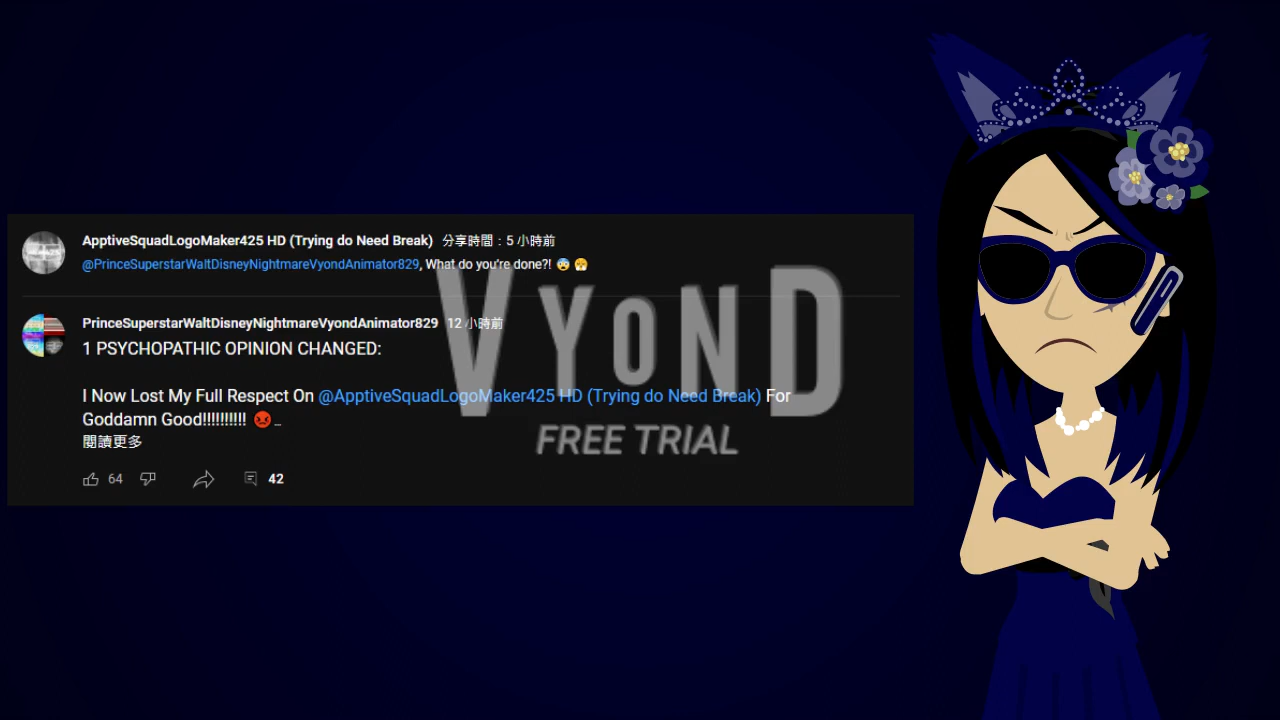 ApptiveSquadLogoMaker425 HD (Trying do Need Break) 分享時間：5 小時前
@PrinceSuperstarWaltDisneyNightmareVyondAnimator829, What do you're done?! 😨 😤
PrinceSuperstarWaltDisneyNightmareVyondAnimator829 12 小時前
1 PSYCHOPATHIC OPINION CHANGED:
I Now Lost My Full Respect On @ApptiveSquadLogoMaker425 HD (Trying do Need Break) For
Goddamn Good!!!!!!!!!! 😡 ...
閱讀更多
64 42
VYOND
FREE TRIAL